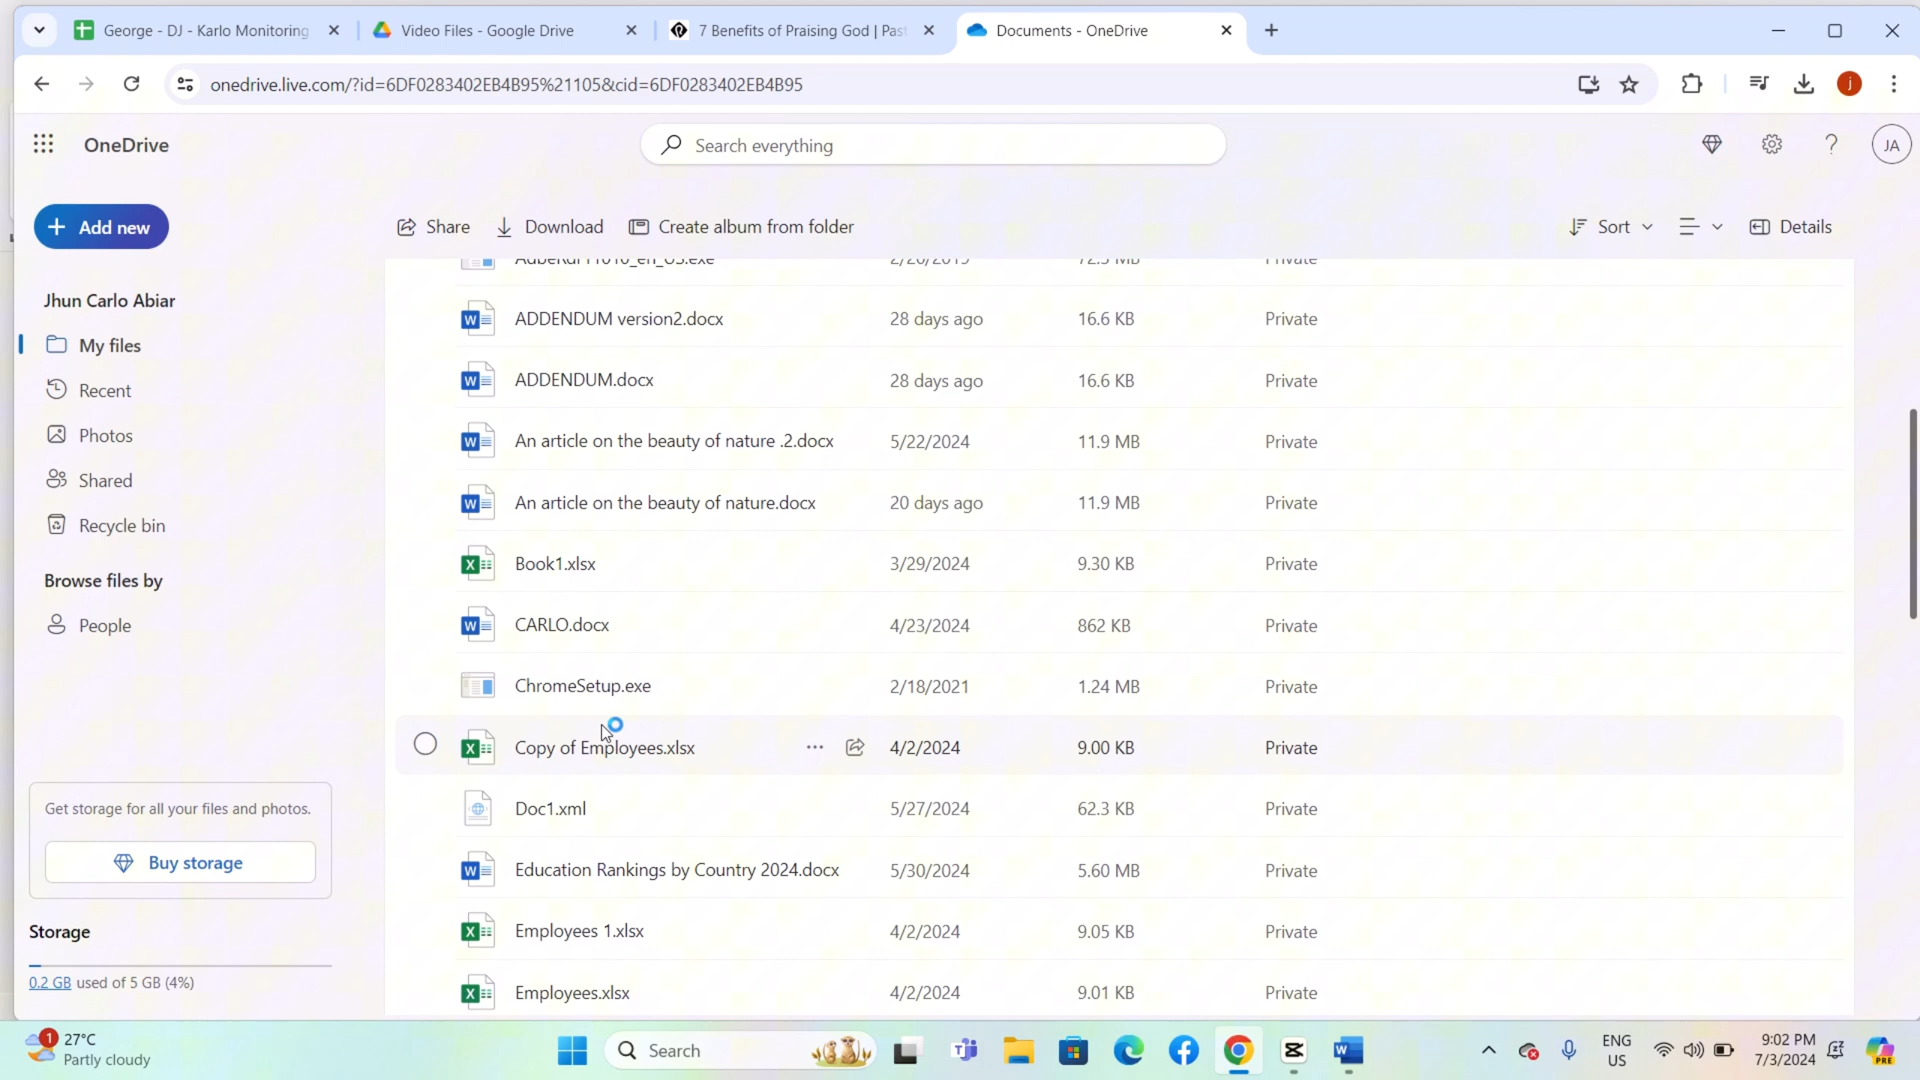 George - DJ - Karlo Monitoring
Video Files - Google Drive
7 Benefits of Praising God | Past
Documents - OneDrive
onedrive.live.com/?id=6DF0283402EB4B95%21105&cid=6DF0283402EB4B95
j
OneDrive
Search everything
JA
Add new
Share
Download
Create album from folder
Sort
Details
Jhun Carlo Abiar
My files
Recent
Photos
Shared
Recycle bin
Browse files by
People
Get storage for all your files and photos.
Buy storage
Storage
0.2 GB used of 5 GB (4%)
2/20/2019 72.5 MB Private
ADDENDUM version2.docx 28 days ago 16.6 KB Private
ADDENDUM.docx 28 days ago 16.6 KB Private
An article on the beauty of nature .2.docx 5/22/2024 11.9 MB Private
An article on the beauty of nature.docx 20 days ago 11.9 MB Private
Book1.xlsx 3/29/2024 9.30 KB Private
CARLO.docx 4/23/2024 862 KB Private
ChromeSetup.exe 2/18/2021 1.24 MB Private
Copy of Employees.xlsx 4/2/2024 9.00 KB Private
Doc1.xml 5/27/2024 62.3 KB Private
Education Rankings by Country 2024.docx 5/30/2024 5.60 MB Private
Employees 1.xlsx 4/2/2024 9.05 KB Private
Employees.xlsx 4/2/2024 9.01 KB Private
1
27°C
Partly cloudy
Search
ENG
US
9:02 PM
7/3/2024
PRE